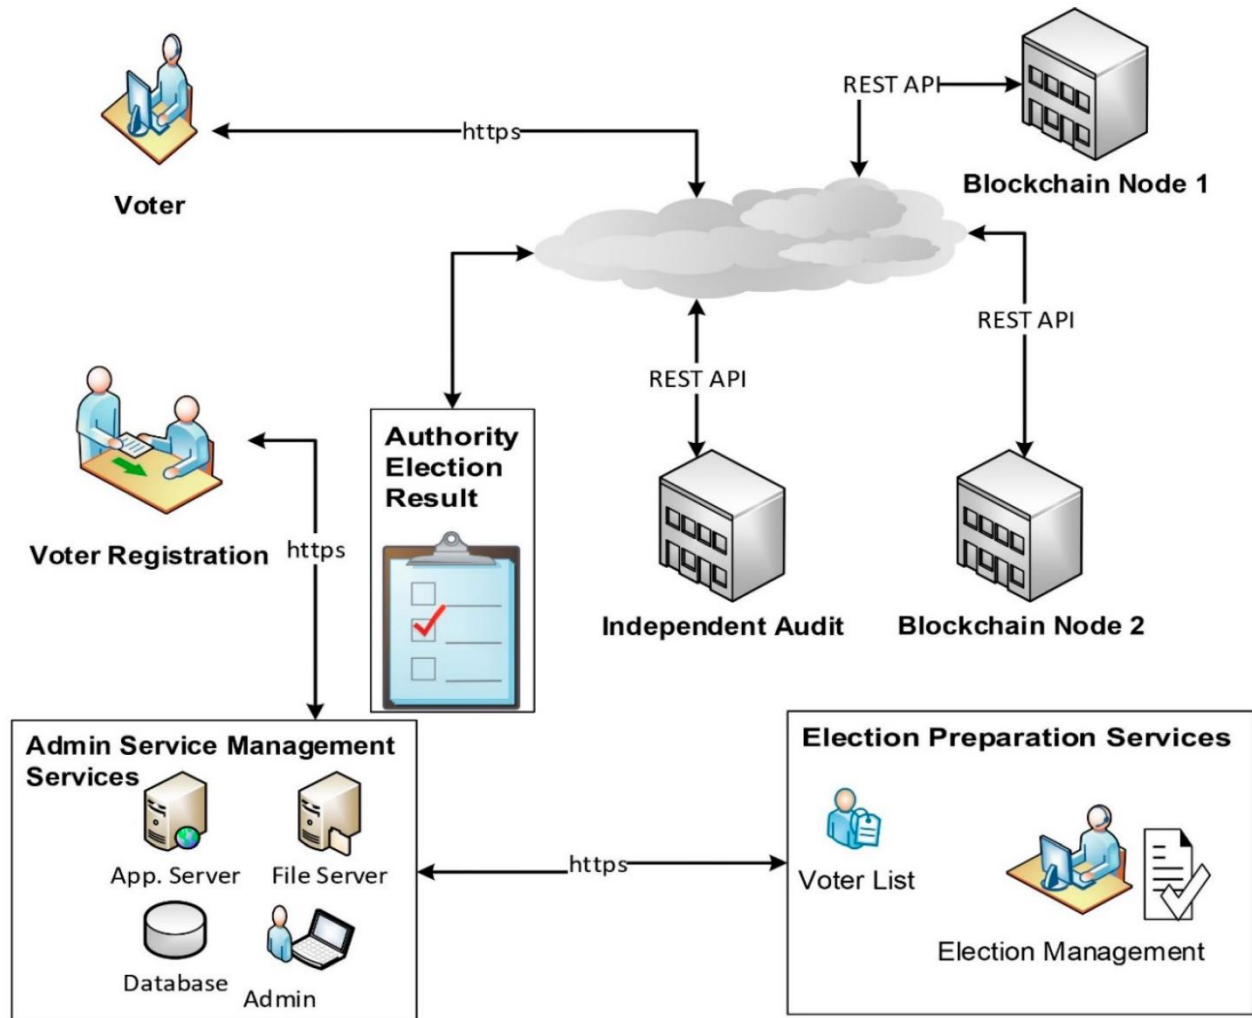 REST API
https
Voter
Blockchain Node 1
REST API
REST API
Authority
Election
Result
Voter Registration
https
Independent Audit
Blockchain Node 2
Admin Service Management
Services
App. Server
File Server
Database
Admin
https
Election Preparation Services
Voter List
Election Management